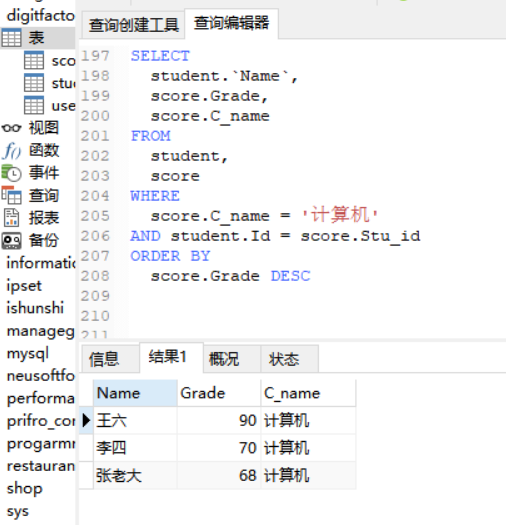 digitfacto
表
sco
stu
use
视图
f() 函数
事件
查询
报表
备份
informatic
ipset
ishunshi
manageg
mysql
neusoftfo
performa
prifro_cor
progarmr
restauran
shop
sys
查询创建工具 查询编辑器
197 SELECT
198 student.`Name`,
199 score.Grade,
200 score.C_name
201 FROM
202 student,
203 score
204 WHERE
205 score.C_name = '计算机'
206 AND student.Id = score.Stu_id
207 ORDER BY
208 score.Grade DESC
209
210
211
信息 结果1 概况 状态
Name Grade C_name
王六 90 计算机
李四 70 计算机
张老大 68 计算机